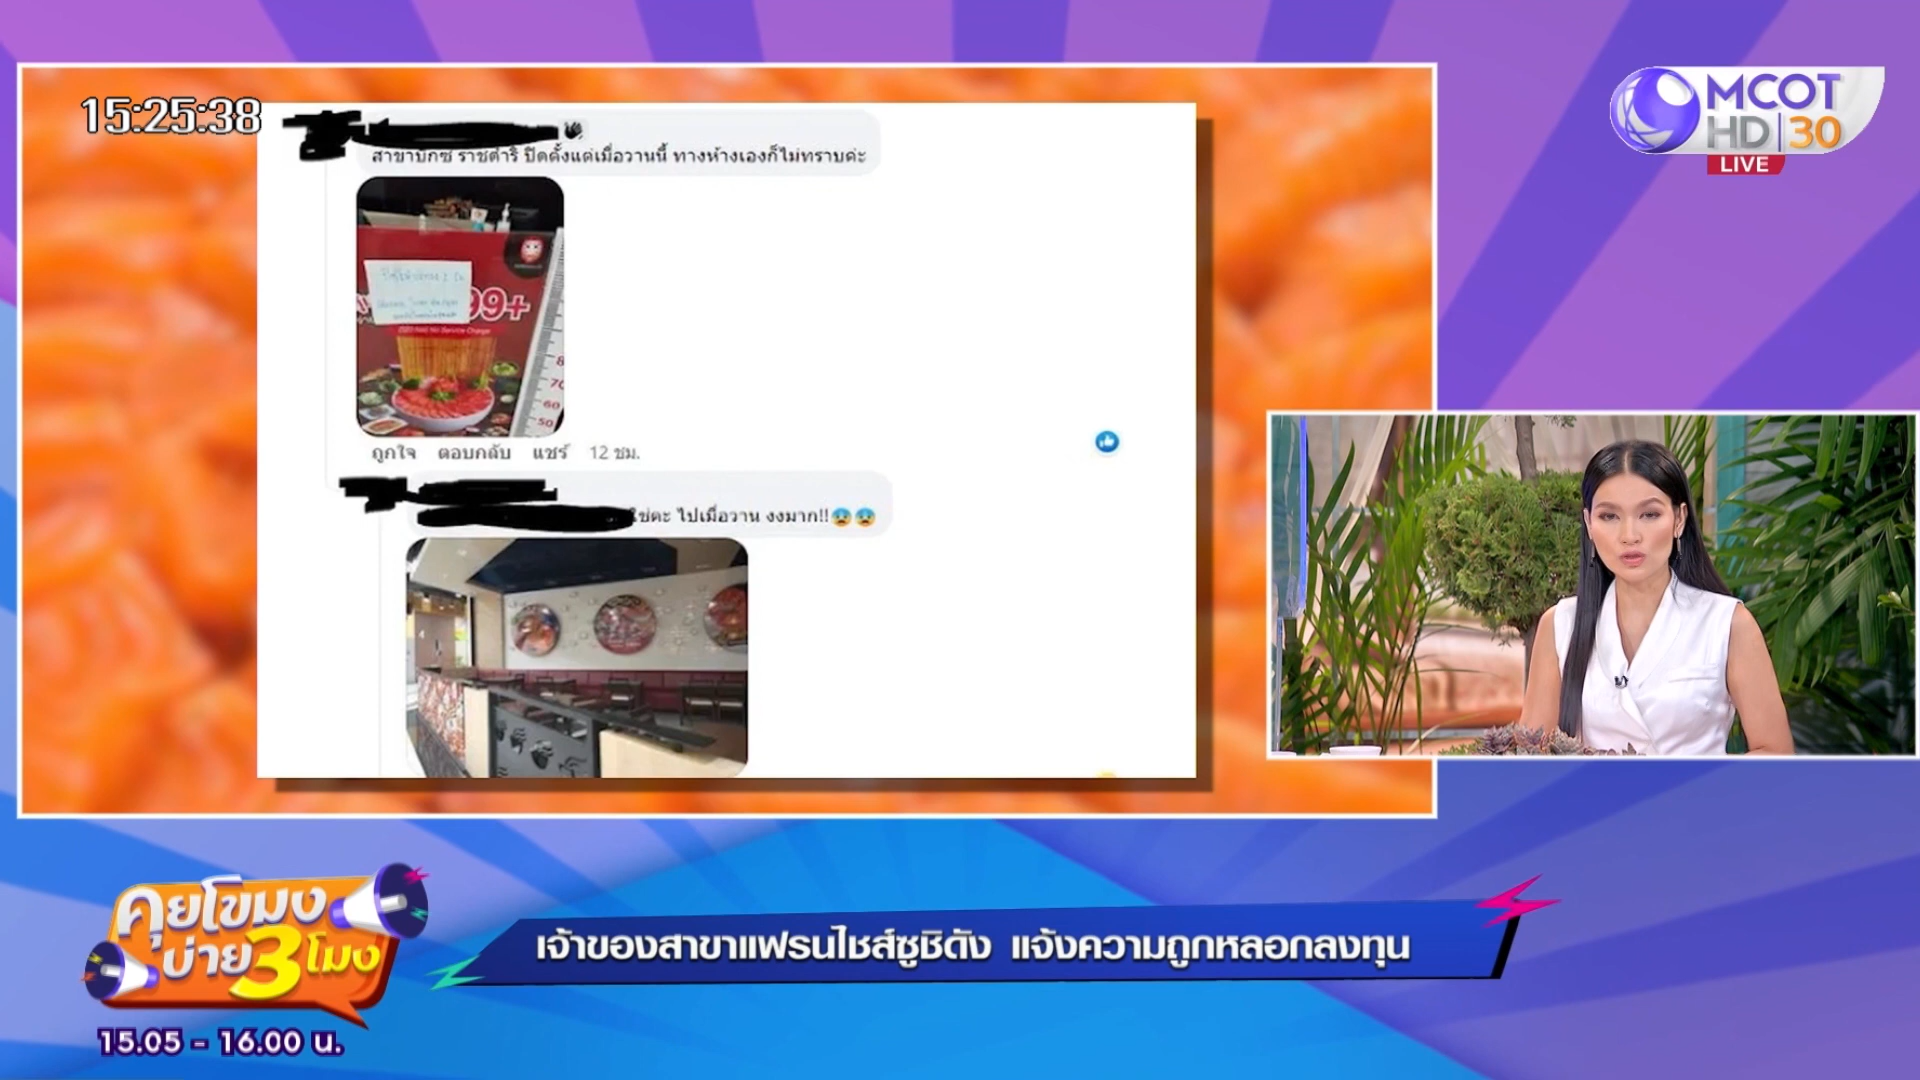 15:25:38
MCOT
HD 30
LIVE
สาขาบิ๊กซี ราชดำริ ปิดตั้งแต่เมื่อวานนี้ ทางห้างเองก็ไม่ทราบค่ะ
99+
No Service Charge
80
70
60
50
ถูกใจ ตอบกลับ แชร์ 12 ชม.
ใช่คะ ไปเมื่อวาน งงมาก!!😨😨
คุยโขมง
บ่าย 3 โมง
15.05 - 16.00 น.
เจ้าของสาขาแฟรนไชส์ซูชิดัง แจ้งความถูกหลอกลงทุน